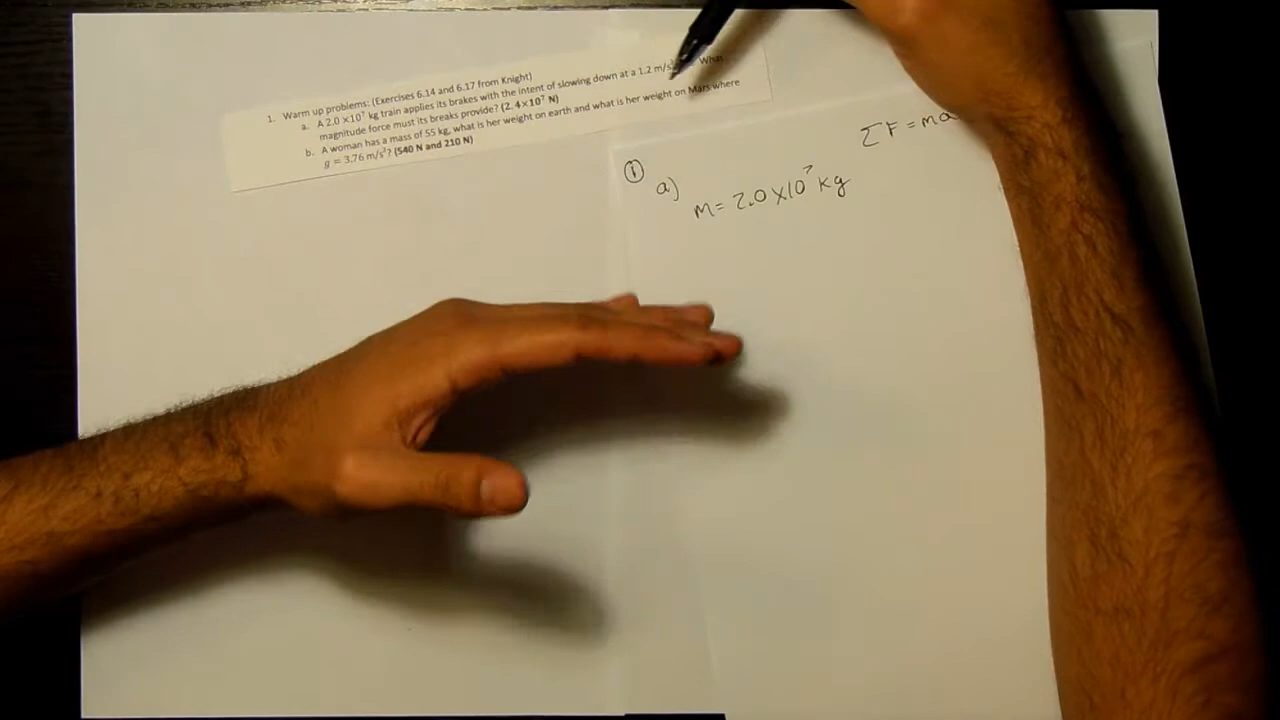 1. Warm up problems: (Exercises 6.14 and 6.17 from Knight)
a. A 2.0 ×10⁷ kg train applies its brakes with the intent of slowing down at a 1.2 m/s What
magnitude force must its breaks provide? (2.4×10⁷ N)
b. A woman has a mass of 55 kg, what is her weight on earth and what is her weight on Mars where
g = 3.76 m/s²? (540 N and 210 N)
ΣF = ma
①
a)
m = 2.0 ×10⁷ kg